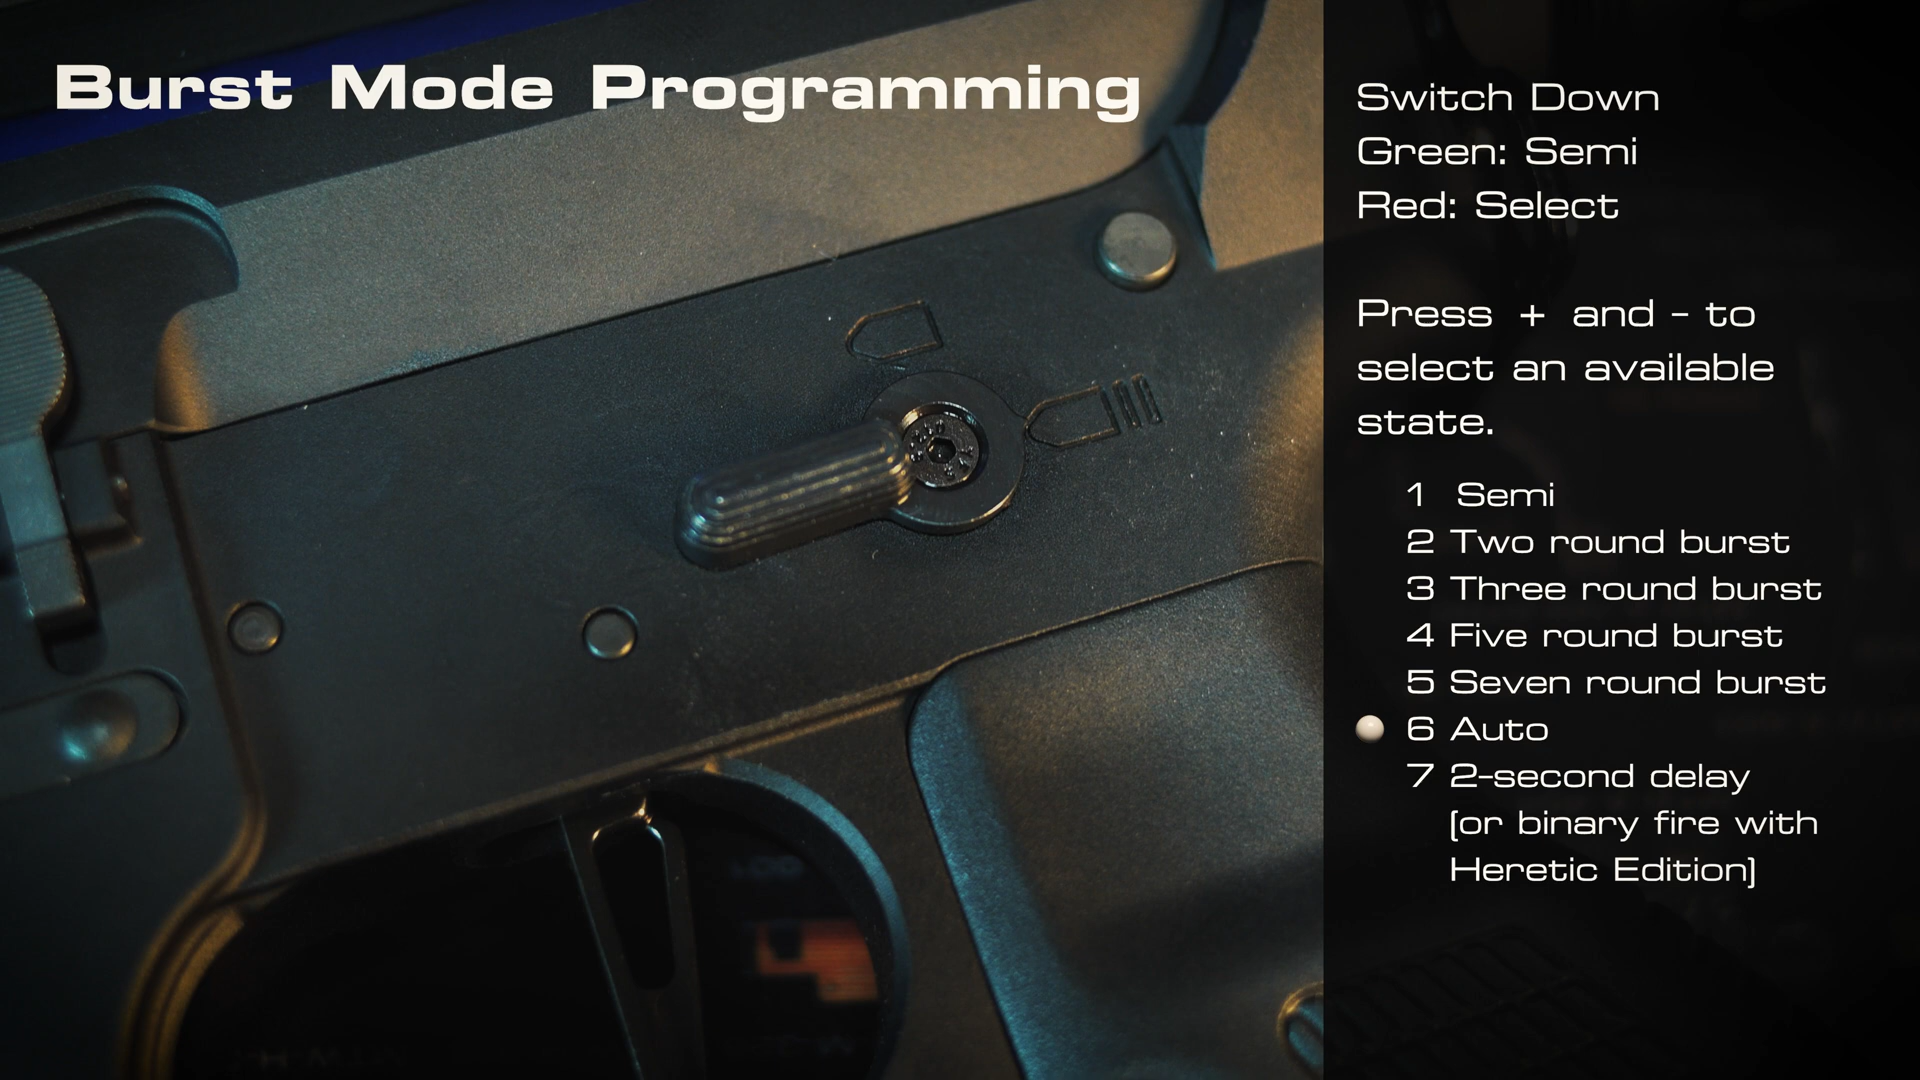 Burst Mode Programming
Switch Down
Green: Semi
Red: Select
Press + and - to
select an available
state.
1 Semi
2 Two round burst
3 Three round burst
4 Five round burst
5 Seven round burst
6 Auto
7 2-second delay
[or binary fire with
Heretic Edition]